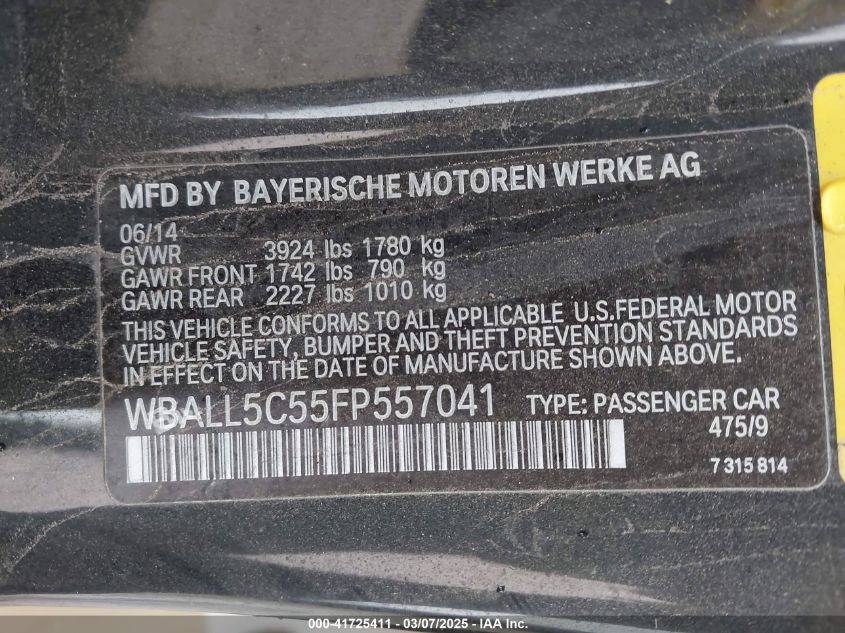 MFD BY BAYERISCHE MOTOREN WERKE AG
06/14
GVWR 3924 lbs 1780 kg
GAWR FRONT 1742 lbs 790 kg
GAWR REAR 2227 lbs 1010 kg
THIS VEHICLE CONFORMS TO ALL APPLICABLE U.S.FEDERAL MOTOR
VEHICLE SAFETY, BUMPER AND THEFT PREVENTION STANDARDS
IN EFFECT ON THE DATE OF MANUFACTURE SHOWN ABOVE.
WBALL5C55FP557041 TYPE: PASSENGER CAR
475/9
7 315 814
000-41725411 — 03/07/2025 — IAA Inc.